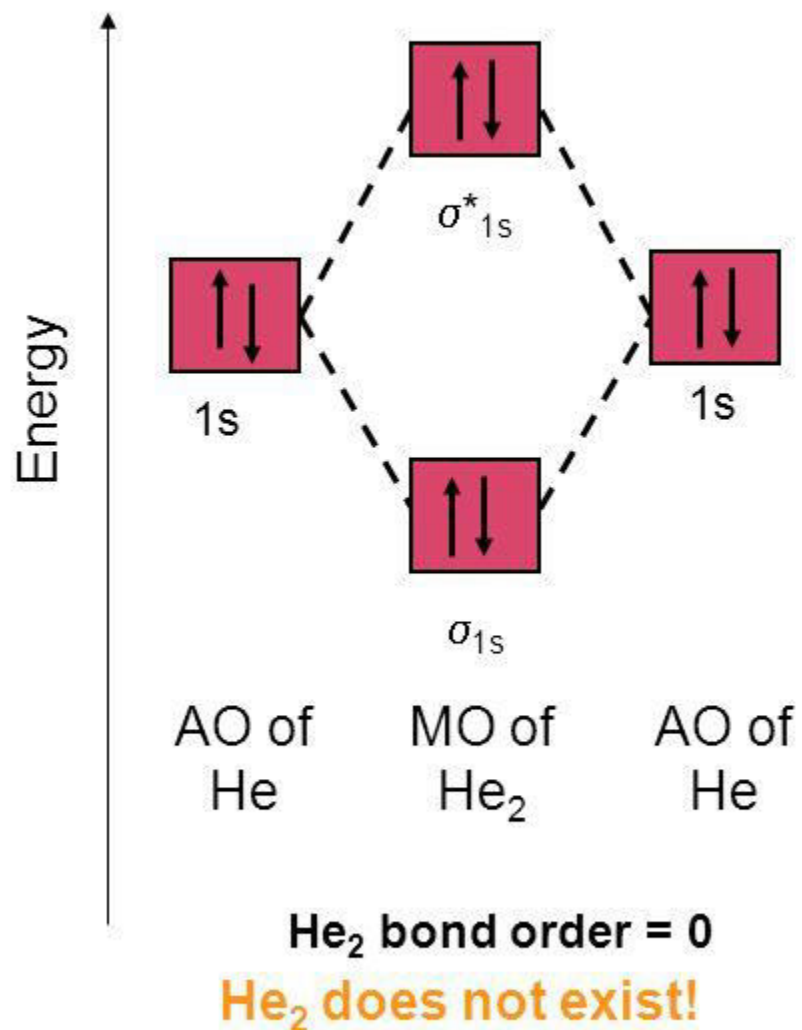 Energy
σ*1s
1s
1s
σ1s
AO of
He
MO of
He2
AO of
He
He2 bond order = 0
He2 does not exist!